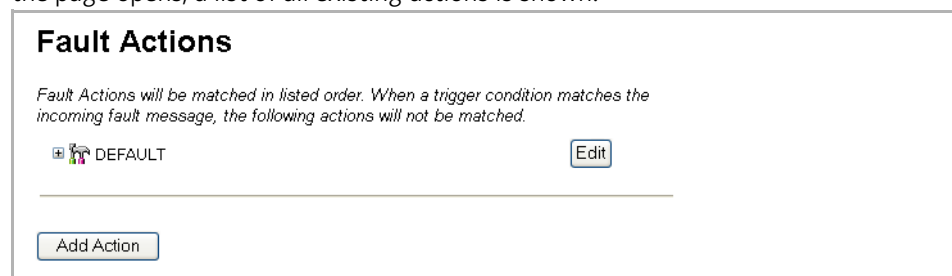 the page opens, a list of all existing actions is shown.
Fault Actions
Fault Actions will be matched in listed order. When a trigger condition matches the
incoming fault message, the following actions will not be matched.
DEFAULT Edit
Add Action